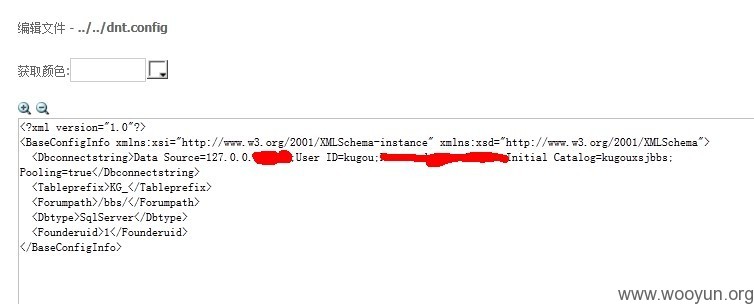 编辑文件 - ../../dnt.config
获取颜色:
<?xml version="1.0"?>
<BaseConfigInfo xmlns:xsi="http://www.w3.org/2001/XMLSchema-instance" xmlns:xsd="http://www.w3.org/2001/XMLSchema">
<Dbconnectstring>Data Source=127.0.0. ;User ID=kugou; Initial Catalog=kugouxsjbbs;
Pooling=true</Dbconnectstring>
<Tableprefix>KG_</Tableprefix>
<Forumpath>/bbs/</Forumpath>
<Dbtype>SqlServer</Dbtype>
<Founderuid>1</Founderuid>
</BaseConfigInfo>
www.wooyun.org